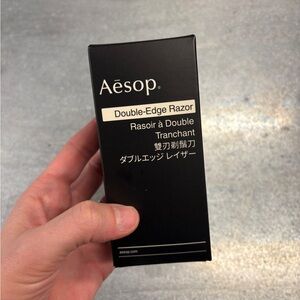 Aēsop.
Double-Edge Razor
Rasoir à Double
Tranchant
雙刃剃鬚刀
ダブルエッジ レイザー
aesop.com